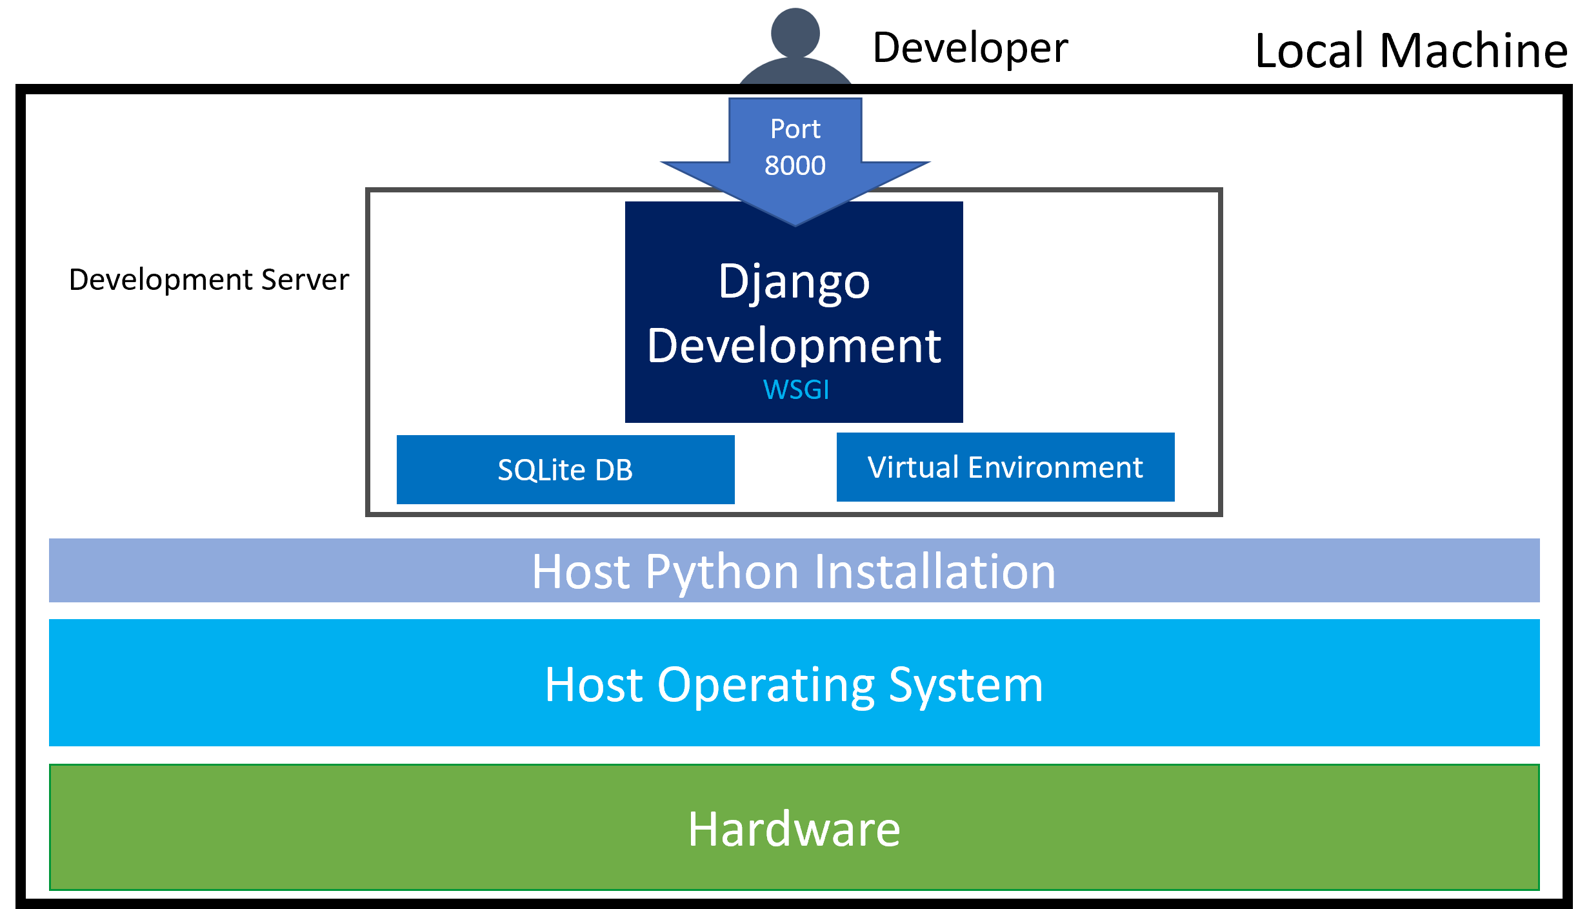 Developer
Local Machine
Port
8000
Development Server
Django
Development
WSGI
SQLite DB
Virtual Environment
Host Python Installation
Host Operating System
Hardware